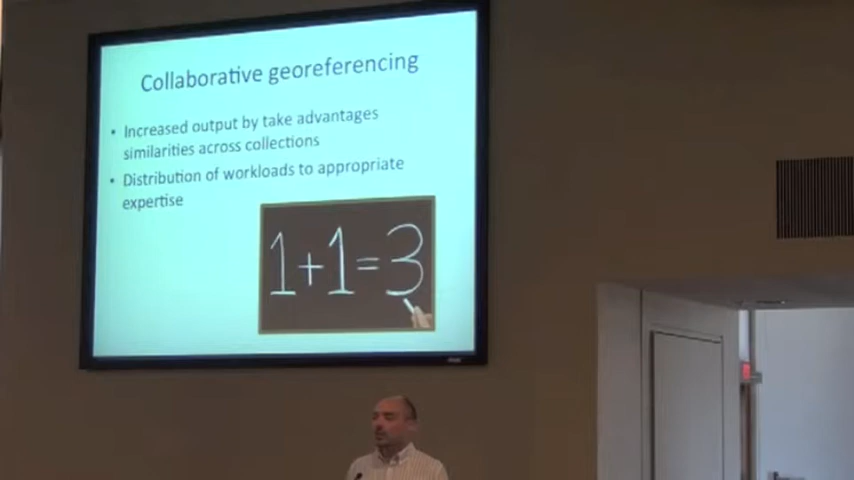 Collaborative georeferencing
• Increased output by take advantages
similarities across collections
• Distribution of workloads to appropriate
expertise
1+1=3